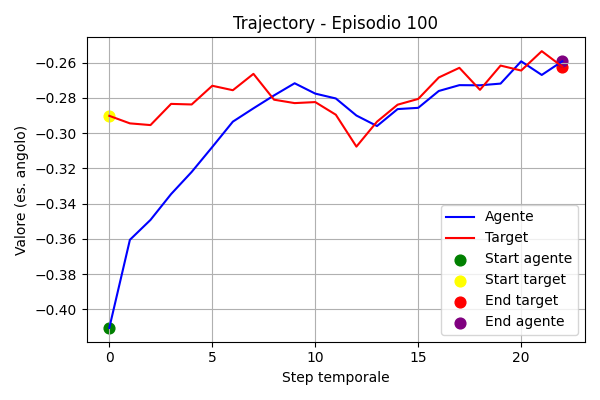 Trajectory - Episodio 100
Valore (es. angolo)
−0.26
−0.28
−0.30
−0.32
−0.34
−0.36
−0.38
−0.40
Agente
Target
Start agente
Start target
End target
End agente
0
5
10
15
20
Step temporale